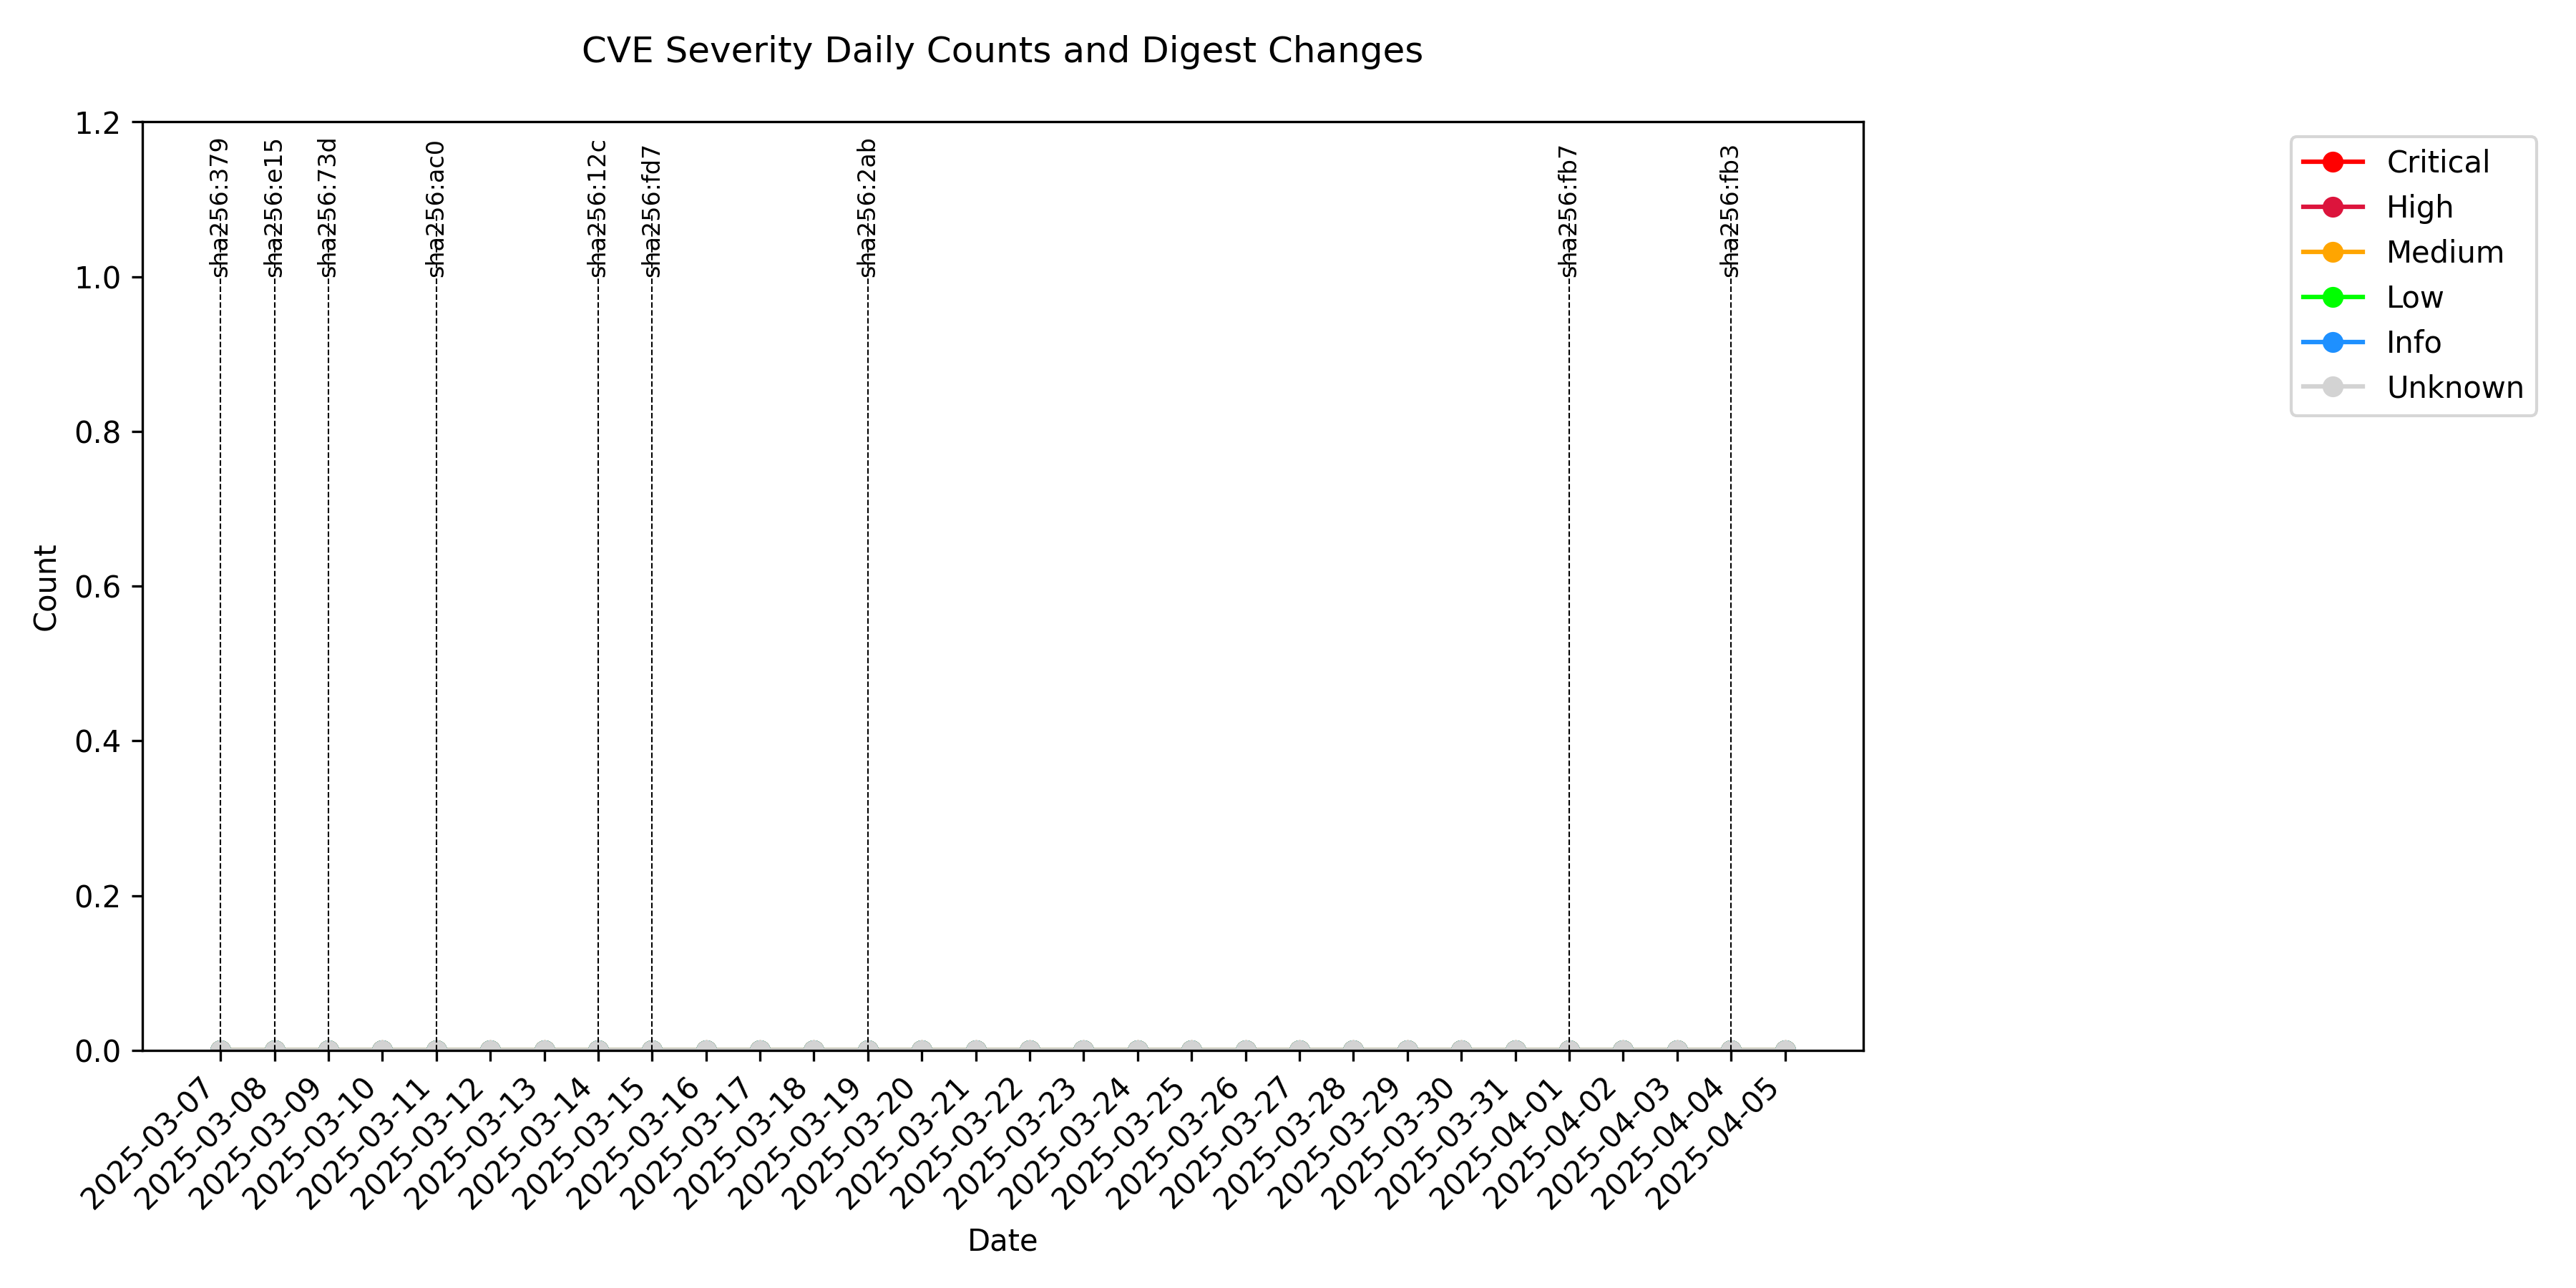 CVE Severity Daily Counts and Digest Changes
1.2
1.0
0.8
0.6
0.4
0.2
0.0
Count
sha256:379
sha256:e15
sha256:73d
sha256:ac0
sha256:12c
sha256:fd7
sha256:2ab
sha256:fb7
sha256:fb3
Critical
High
Medium
Low
Info
Unknown
2025-03-07
2025-03-08
2025-03-09
2025-03-10
2025-03-11
2025-03-12
2025-03-13
2025-03-14
2025-03-15
2025-03-16
2025-03-17
2025-03-18
2025-03-19
2025-03-20
2025-03-21
2025-03-22
2025-03-23
2025-03-24
2025-03-25
2025-03-26
2025-03-27
2025-03-28
2025-03-29
2025-03-30
2025-03-31
2025-04-01
2025-04-02
2025-04-03
2025-04-04
2025-04-05
Date